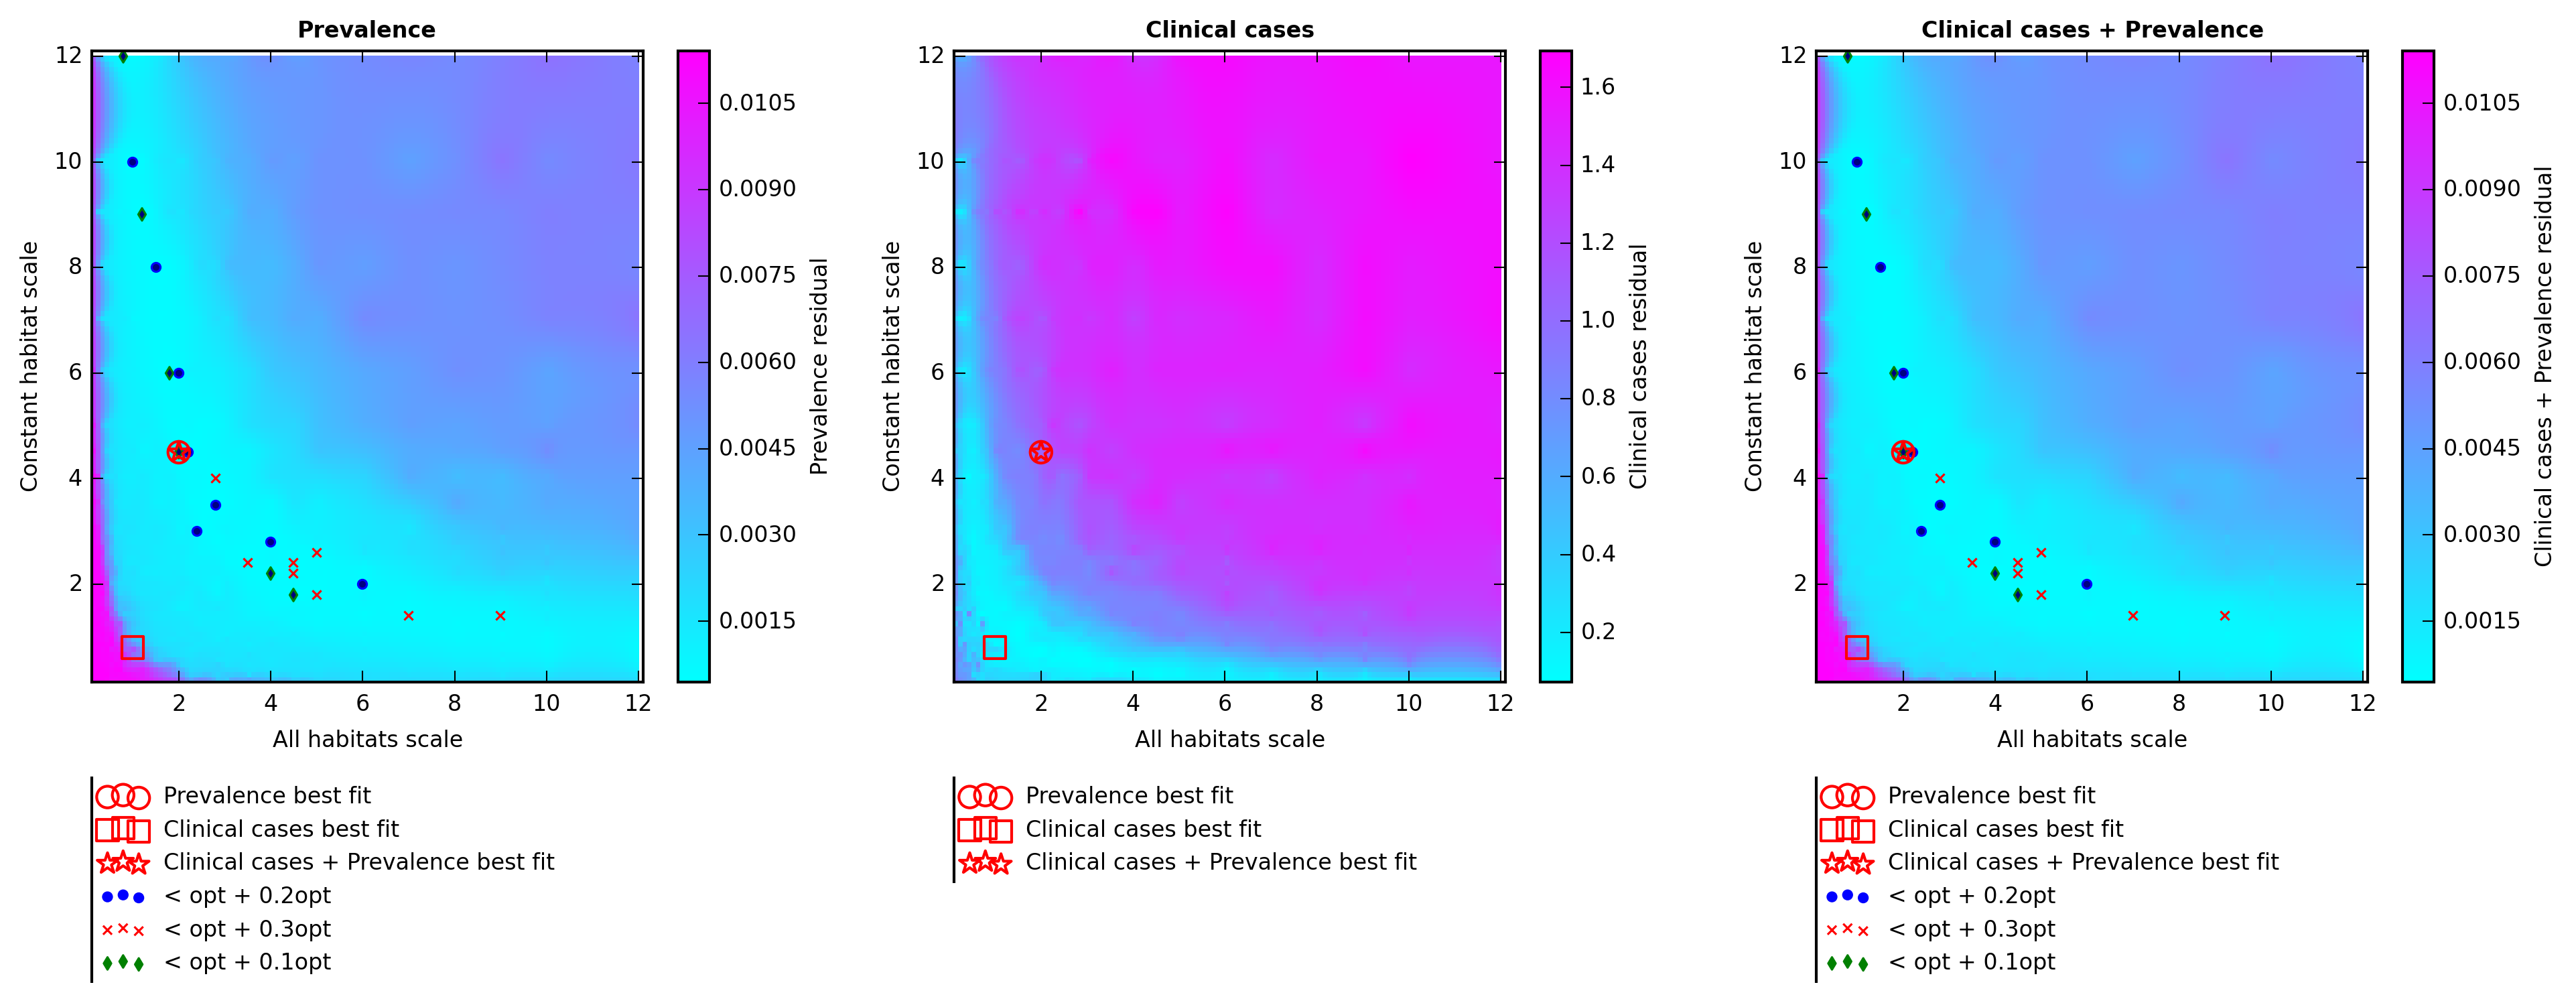 Prevalence
12
10
8
6
4
2
2 4 6 8 10 12
Constant habitat scale
All habitats scale
0.0105
0.0090
0.0075
0.0060
0.0045
0.0030
0.0015
Prevalence residual
Prevalence best fit
Clinical cases best fit
Clinical cases + Prevalence best fit
< opt + 0.2opt
< opt + 0.3opt
< opt + 0.1opt
Clinical cases
12
10
8
6
4
2
2 4 6 8 10 12
Constant habitat scale
All habitats scale
1.6
1.4
1.2
1.0
0.8
0.6
0.4
0.2
Clinical cases residual
Prevalence best fit
Clinical cases best fit
Clinical cases + Prevalence best fit
Clinical cases + Prevalence
12
10
8
6
4
2
2 4 6 8 10 12
Constant habitat scale
All habitats scale
0.0105
0.0090
0.0075
0.0060
0.0045
0.0030
0.0015
Clinical cases + Prevalence residual
Prevalence best fit
Clinical cases best fit
Clinical cases + Prevalence best fit
< opt + 0.2opt
< opt + 0.3opt
< opt + 0.1opt